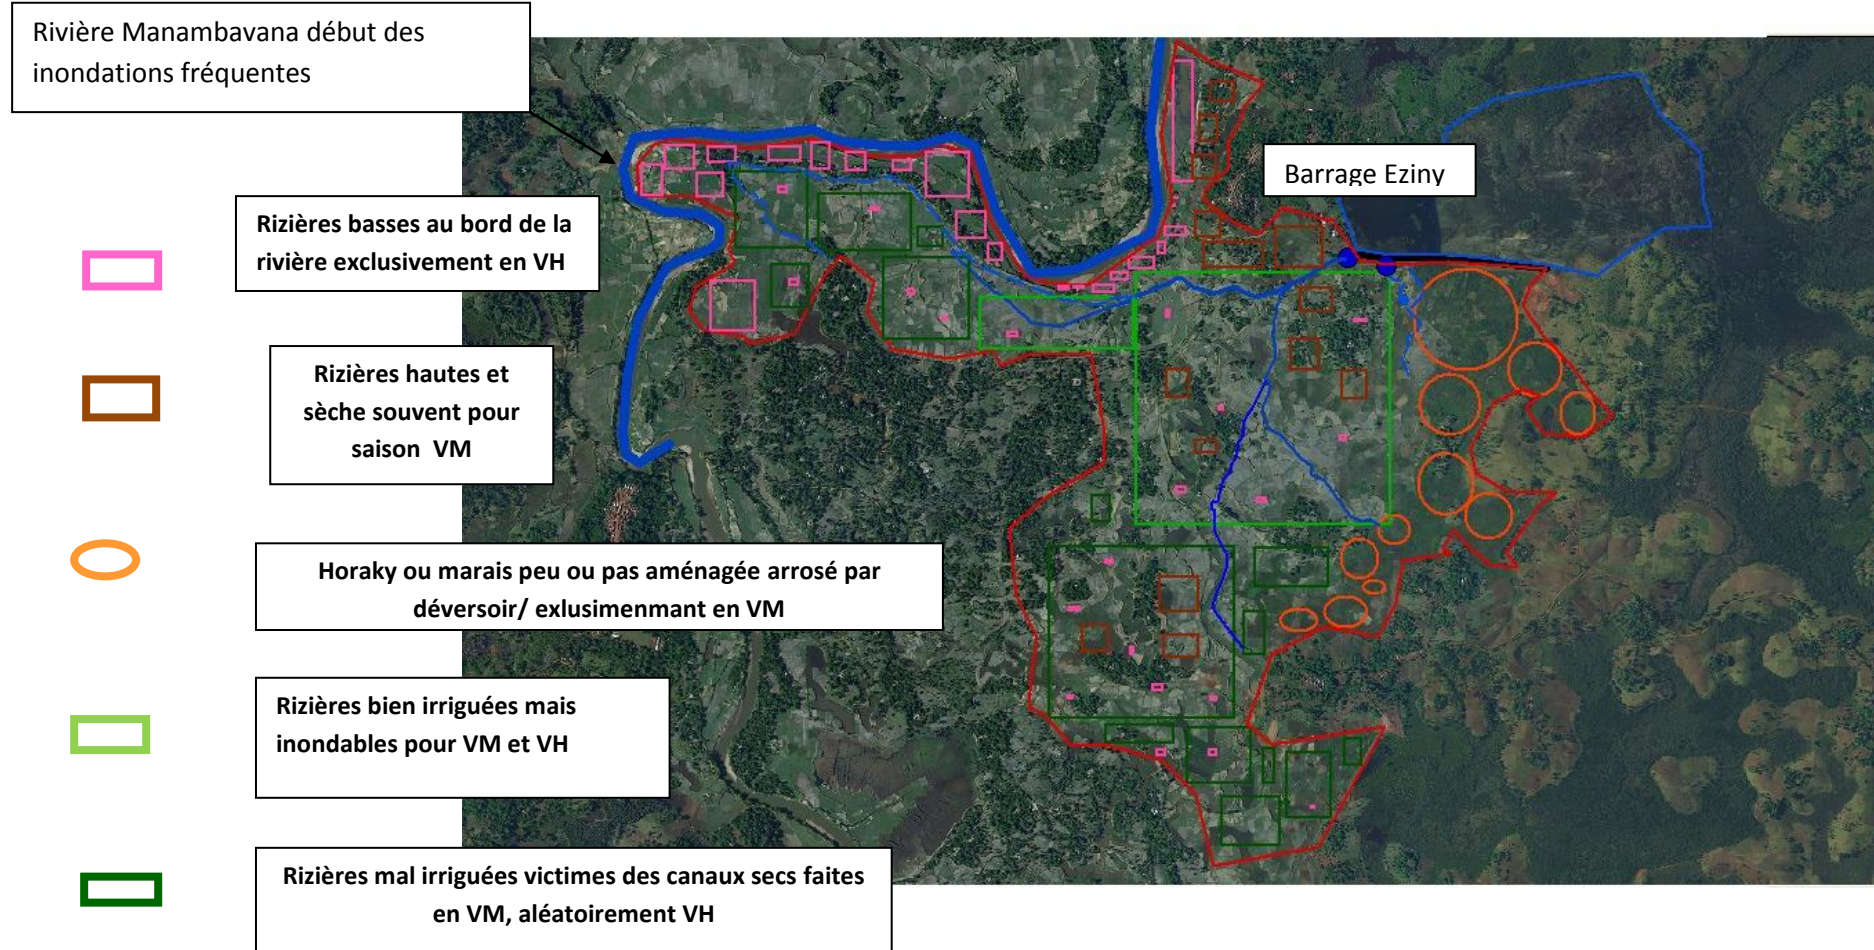 Rivière Manambavana début des
inondations fréquentes
Barrage Eziny
Rizières basses au bord de la
rivière exclusivement en VH
Rizières hautes et
sèche souvent pour
saison VM
Horaky ou marais peu ou pas aménagée arrosé par
déversoir/ exlusimenmant en VM
Rizières bien irriguées mais
inondables pour VM et VH
Rizières mal irriguées victimes des canaux secs faites
en VM, aléatoirement VH